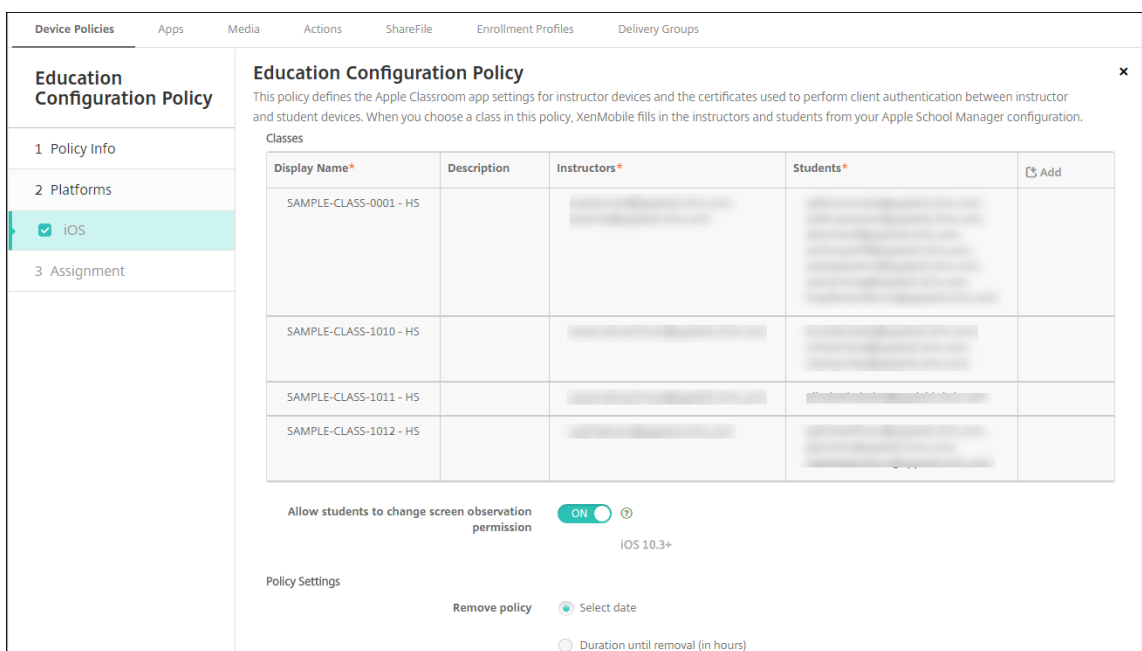 Device Policies Apps Media Actions ShareFile Enrollment Profiles Delivery Groups
Education
Configuration Policy
1 Policy Info
2 Platforms
iOS
3 Assignment
Education Configuration Policy
This policy defines the Apple Classroom app settings for instructor devices and the certificates used to perform client authentication between instructor
and student devices. When you choose a class in this policy, XenMobile fills in the instructors and students from your Apple School Manager configuration.
Classes
Display Name* Description Instructors* Students* Add
SAMPLE-CLASS-0001 - HS
SAMPLE-CLASS-1010 - HS
SAMPLE-CLASS-1011 - HS
SAMPLE-CLASS-1012 - HS
Allow students to change screen observation
permission
ON
iOS 10.3+
Policy Settings
Remove policy Select date
Duration until removal (in hours)